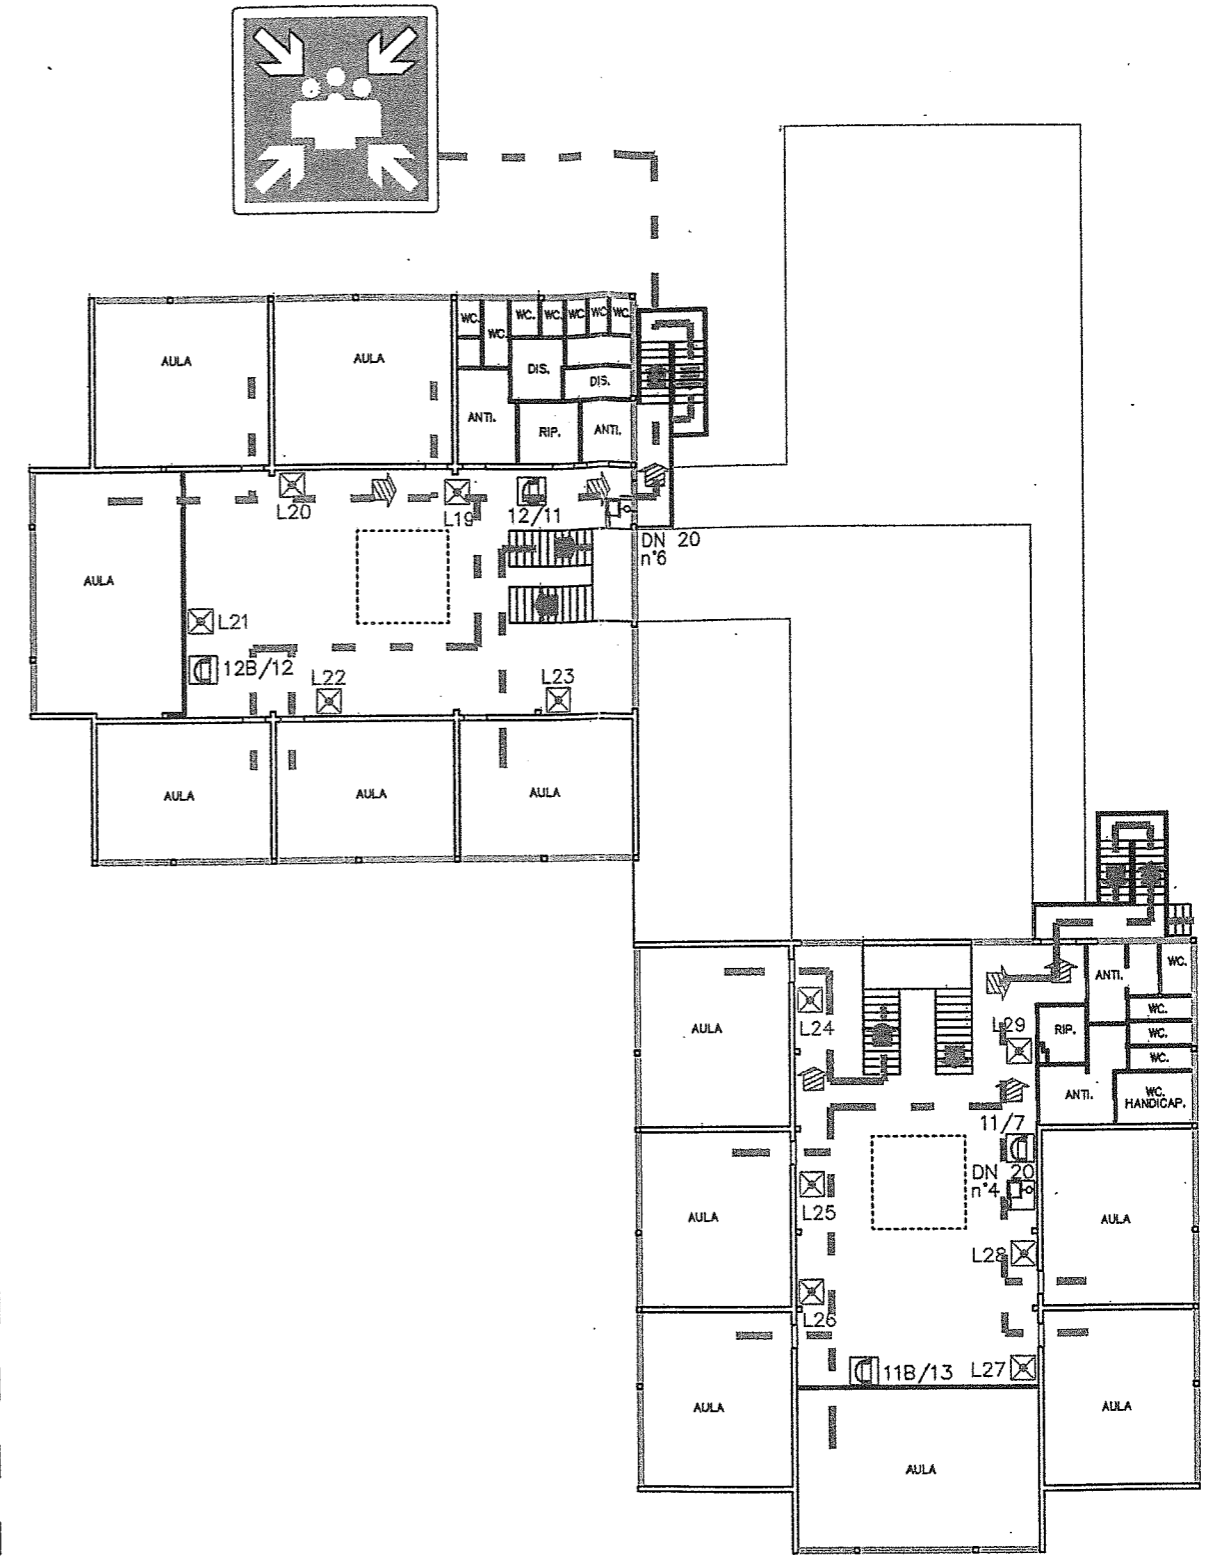 WC.
WC.
WC.
WC.
WC.
WC.
WC.
AULA
AULA
DIS.
DIS.
ANTI.
RIP.
ANTI.
L20
L19
12/11
DN 20
n°6
AULA
L21
12B/12
L22
L23
AULA
AULA
AULA
ANTI.
WC.
AULA
L24
L29
RIP.
WC.
WC.
WC.
ANTI.
WC.
HANDICAP.
11/7
DN 20
n°4
AULA
L25
AULA
L28
L26
11B/13
L27
AULA
AULA
AULA